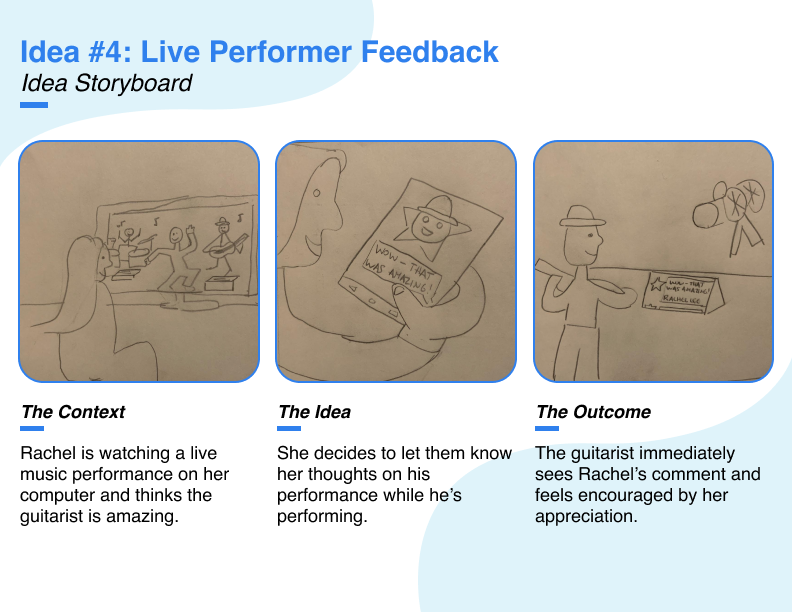 Idea #4: Live Performer Feedback
Idea Storyboard
WOW - THAT
WAS AMAZING!
WOW - THAT
WAS AMAZING!
The Context
Rachel is watching a live
music performance on her
computer and thinks the
guitarist is amazing.
The Idea
She decides to let them know
her thoughts on his
performance while he’s
performing.
The Outcome
The guitarist immediately
sees Rachel’s comment and
feels encouraged by her
appreciation.